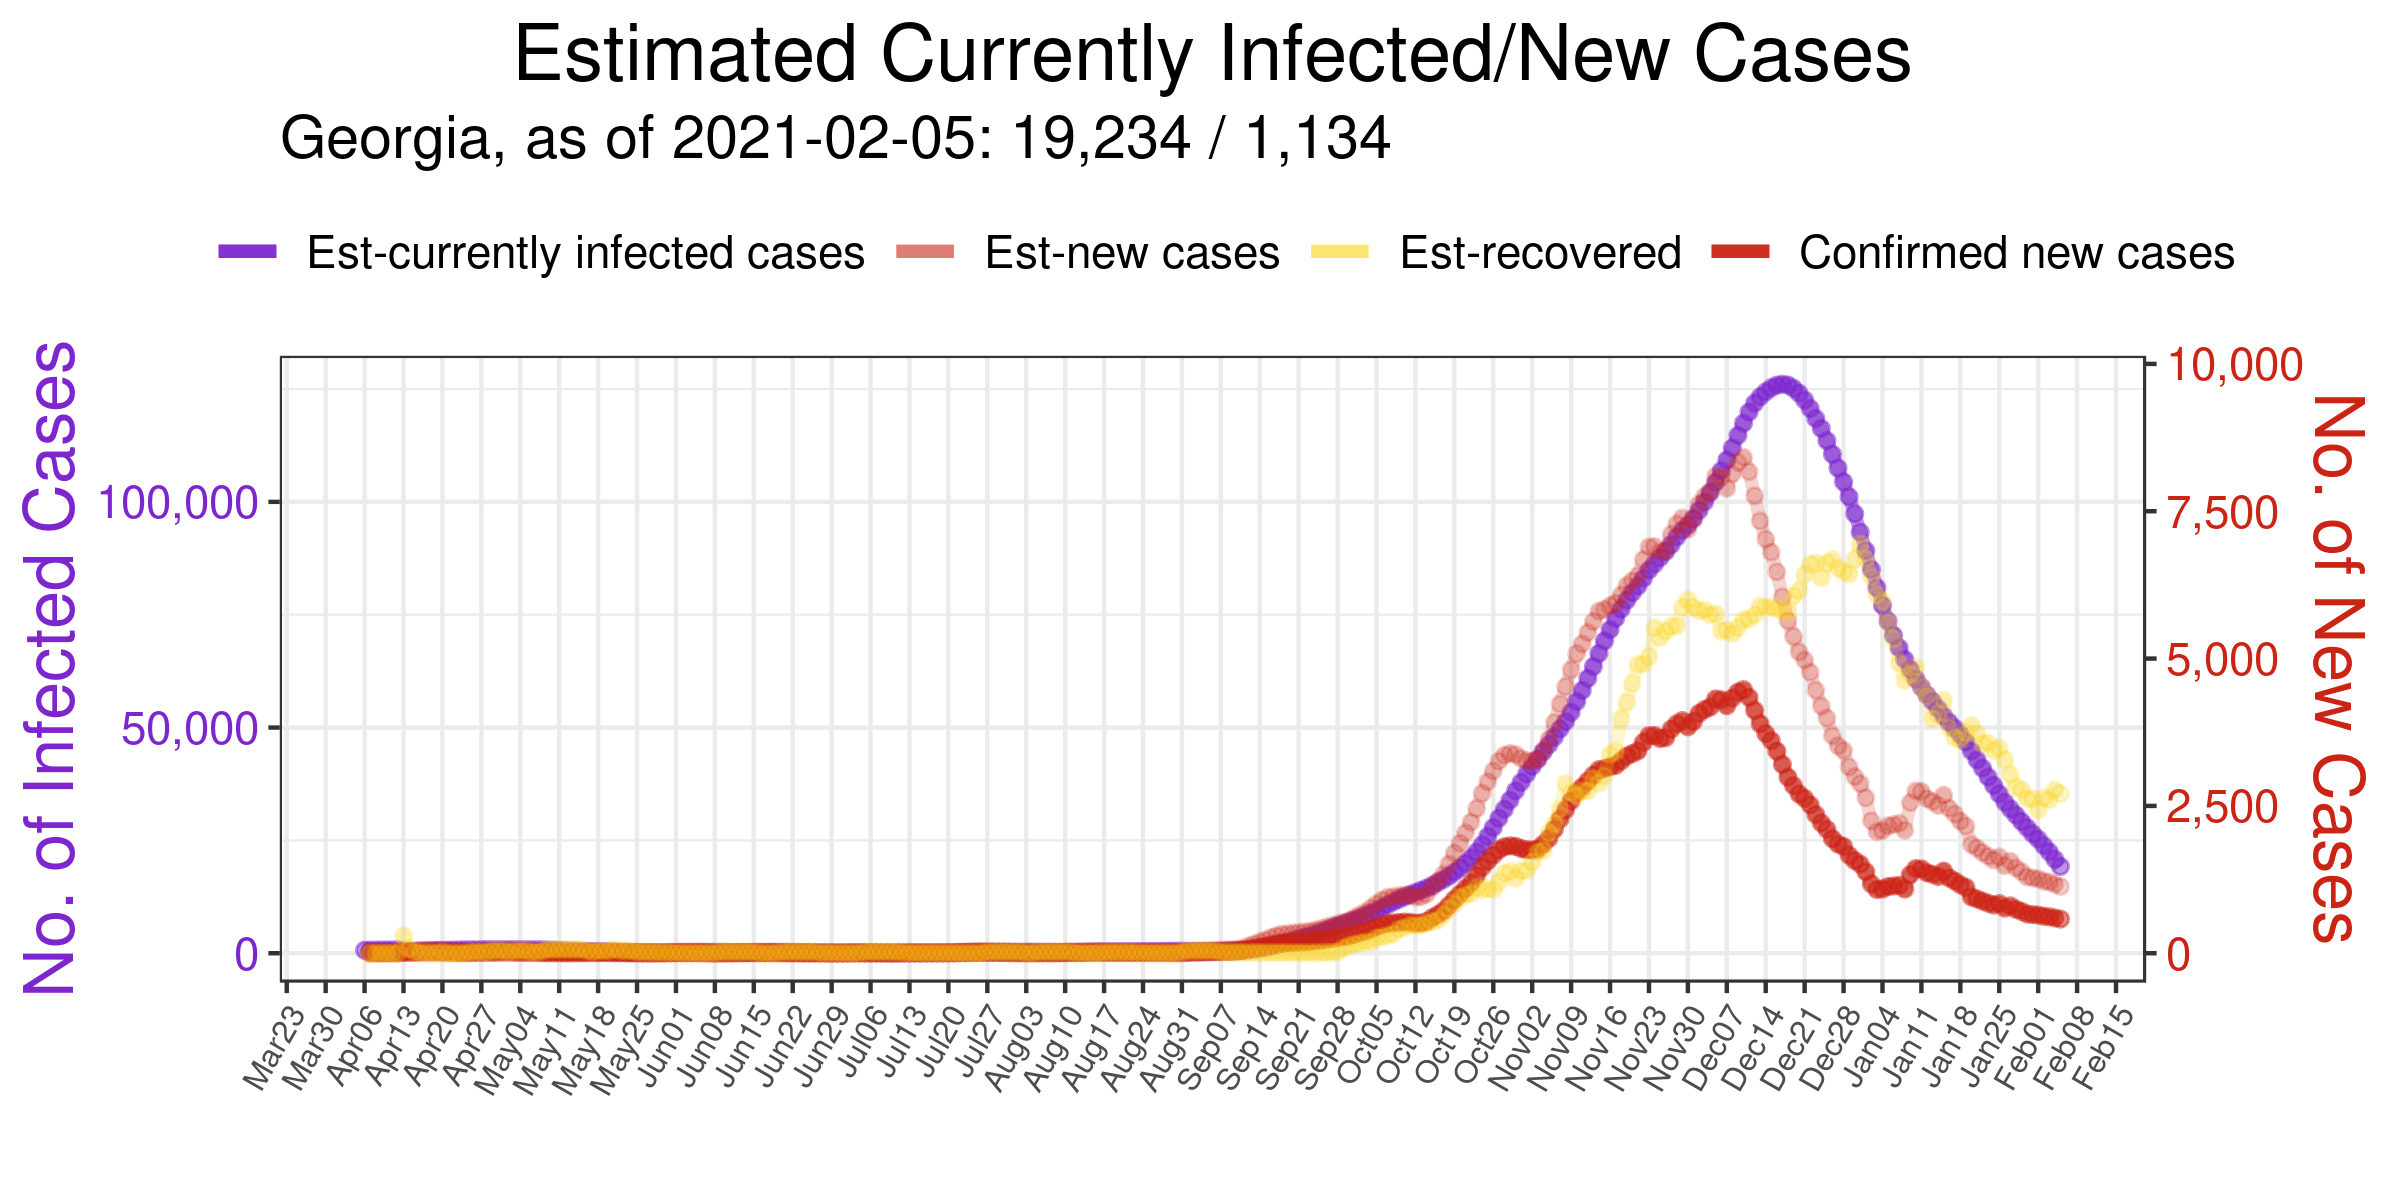 Estimated Currently Infected/New Cases
Georgia, as of 2021-02-05: 19,234 / 1,134
Est-currently infected cases Est-new cases Est-recovered Confirmed new cases
No. of Infected Cases
100,000
50,000
0
10,000
7,500
5,000
2,500
0
No. of New Cases
Mar23 Mar30 Apr06 Apr13 Apr20 Apr27 May04 May11 May18 May25 Jun01 Jun08 Jun15 Jun22 Jun29 Jul06 Jul13 Jul20 Jul27 Aug03 Aug10 Aug17 Aug24 Aug31 Sep07 Sep14 Sep21 Sep28 Oct05 Oct12 Oct19 Oct26 Nov02 Nov09 Nov16 Nov23 Nov30 Dec07 Dec14 Dec21 Dec28 Jan04 Jan11 Jan18 Jan25 Feb01 Feb08 Feb15